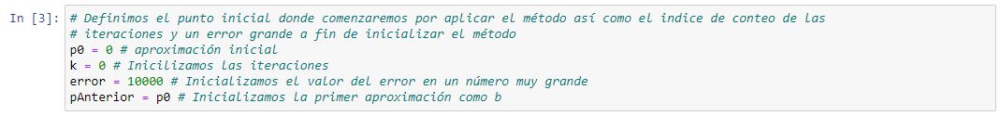 In [3]: # Definimos el punto inicial donde comenzaremos por aplicar el método así como el indice de conteo de las
# iteraciones y un error grande a fin de inicializar el método
p0 = 0 # aproximación inicial
k = 0 # Inicilizamos las iteraciones
error = 10000 # Inicializamos el valor del error en un número muy grande
pAnterior = p0 # Inicializamos la primer aproximación como b